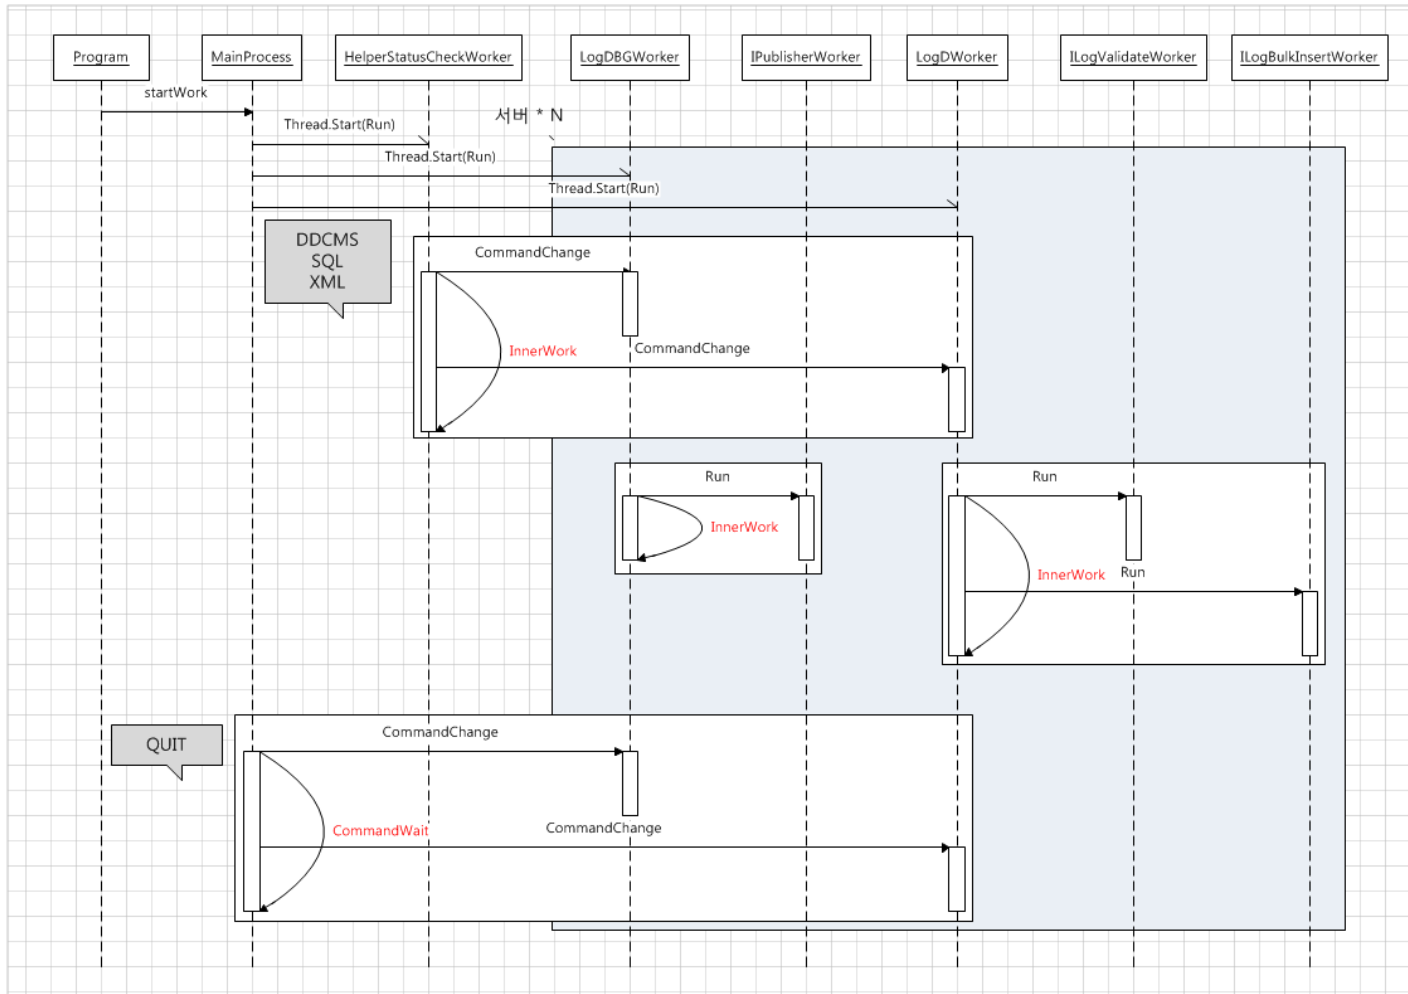 Program
MainProcess
HelperStatusCheckWorker
LogDBGWorker
IPublisherWorker
LogDWorker
ILogValidateWorker
ILogBulkInsertWorker
startWork
서버 * N
Thread.Start(Run)
Thread.Start(Run)
Thread.Start(Run)
DDCMS
SQL
XML
CommandChange
InnerWork
CommandChange
Run
InnerWork
Run
InnerWork
Run
QUIT
CommandChange
CommandWait
CommandChange